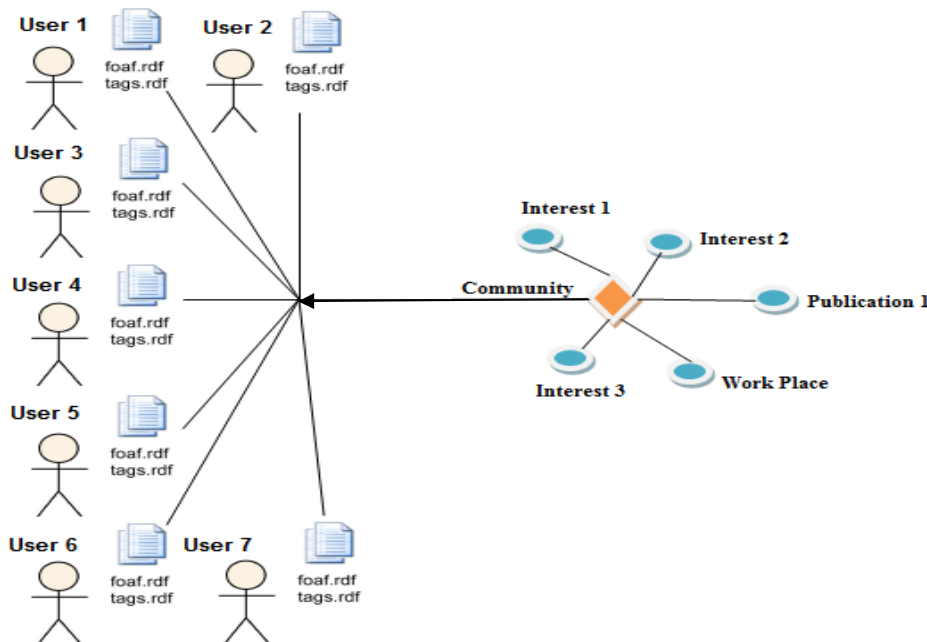 User 1
foaf.rdf
tags.rdf
User 2
foaf.rdf
tags.rdf
User 3
foaf.rdf
tags.rdf
User 4
foaf.rdf
tags.rdf
User 5
foaf.rdf
tags.rdf
User 6
foaf.rdf
tags.rdf
User 7
foaf.rdf
tags.rdf
Interest 1
Interest 2
Community
Publication 1
Interest 3
Work Place